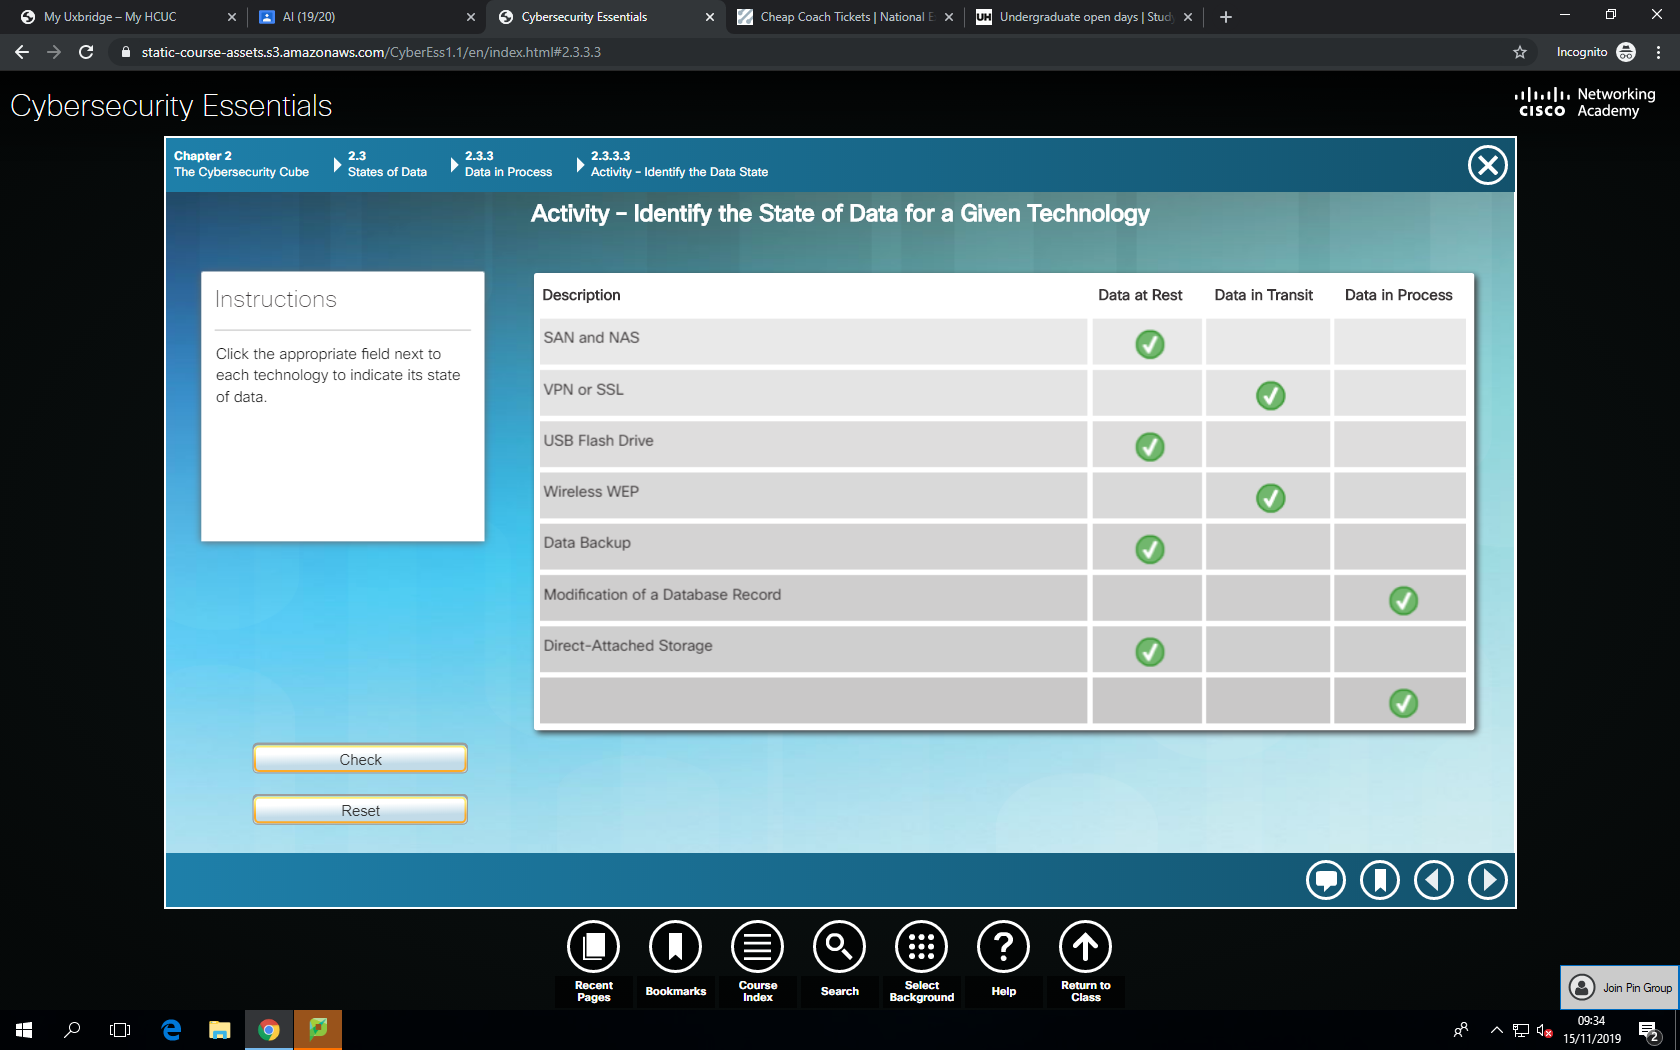 My Uxbridge – My HCUC
AI (19/20)
Cybersecurity Essentials
Cheap Coach Tickets | National E
Undergraduate open days | Study
static-course-assets.s3.amazonaws.com/CyberEss1.1/en/index.html#2.3.3.3
Incognito
Cybersecurity Essentials
CISCO
Networking
Academy
Chapter 2
The Cybersecurity Cube
2.3
States of Data
2.3.3
Data in Process
2.3.3.3
Activity – Identify the Data State
Activity – Identify the State of Data for a Given Technology
Instructions
Click the appropriate field next to
each technology to indicate its state
of data.
Description Data at Rest Data in Transit Data in Process
SAN and NAS
VPN or SSL
USB Flash Drive
Wireless WEP
Data Backup
Modification of a Database Record
Direct-Attached Storage
Check
Reset
Recent
Pages
Bookmarks
Course
Index
Search
Select
Background
Help
Return to
Class
Join Pin Group
09:34
15/11/2019
2